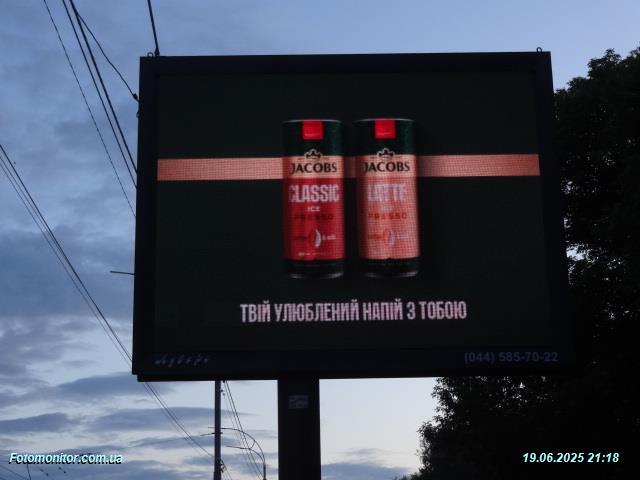 JACOBS
CLASSIC
ICE
PRESSO
JACOBS
LATTE
PRESSO
ТВІЙ УЛЮБЛЕНИЙ НАПІЙ З ТОБОЮ
(044) 585-70-22
Fotomonitor.com.ua
19.06.2025 21:18